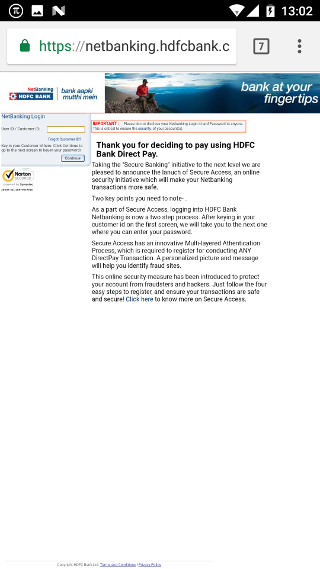 13:02
https://netbanking.hdfcbank.c
7
NetBanking
HDFC BANK
bank aapki
mutthi mein
bank at your
fingertips
NetBanking Login
IMPORTANT : Please do not disclose your NetBanking Login Id and Password to anyone.
This is critical to ensure the security of your account(s).
User ID / Customer ID :
Forgot Customer ID?
Key in your Customer Id here. Click Continue to
go to the next screen to key in your password.
Continue
Thank you for deciding to pay using HDFC
Bank Direct Pay.
Taking the "Secure Banking" initiative to the next level we are
pleased to announce the launch of Secure Access, an online
security initiative which will make your Netbanking
transactions more safe.
Norton
SECURED
powered by Symantec
Two key points you need to note- .
As a part of Secure Access, logging into HDFC Bank
Netbanking is now a two step process. After keying in your
customer id on the first screen, we will take you to the next one
where you can enter your password.
Secure Access has an innovative Multi-layered Athentication
Process, which is required to register for conducting ANY
DirectPay Transaction. A personalized picture and message
will help you identify fraud sites.
This online security measure has been introduced to protect
your account from fraudsters and hackers. Just follow the four
easy steps to register, and ensure your transactions are safe
and secure! Click here to know more on Secure Access.
Copyright HDFC Bank Ltd. Terms and Conditions | Privacy Policy